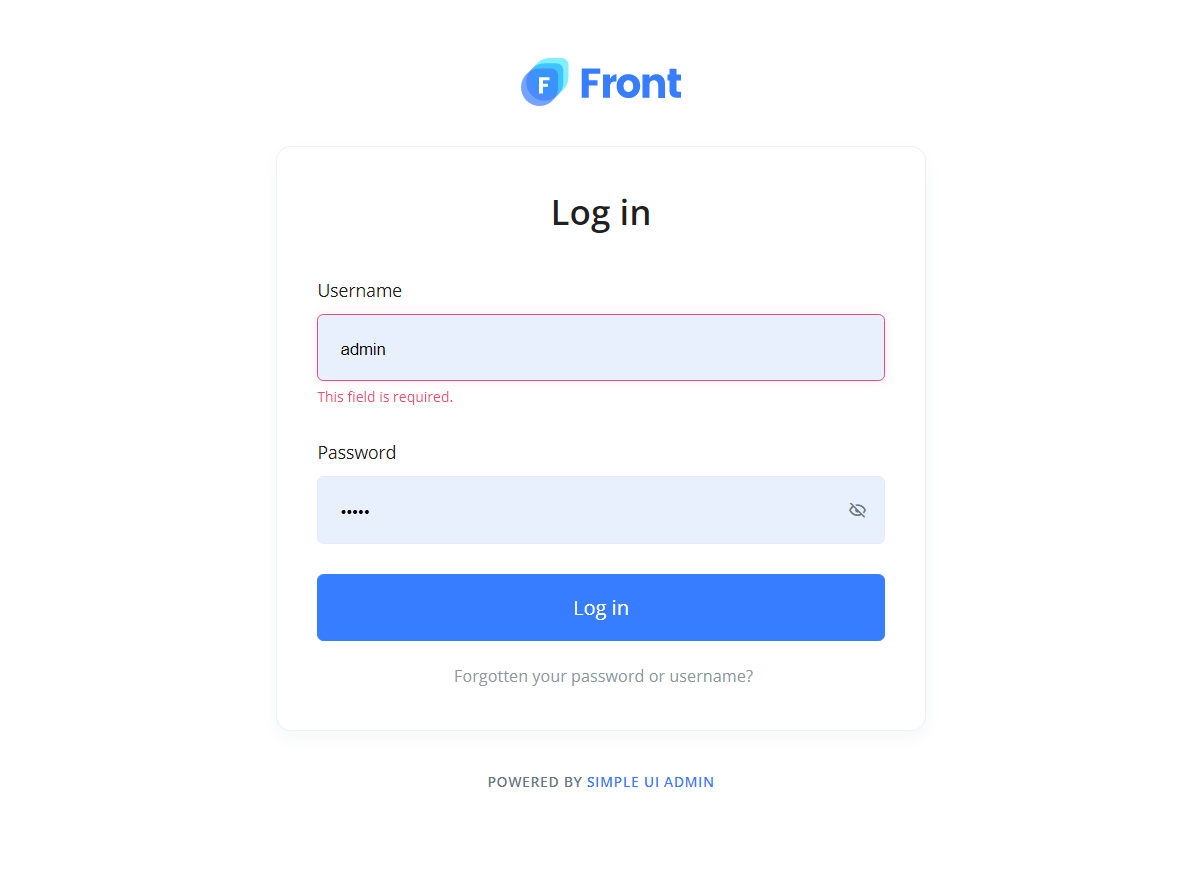 F Front
Log in
Username
admin
This field is required.
Password
•••••
Log in
Forgotten your password or username?
POWERED BY SIMPLE UI ADMIN